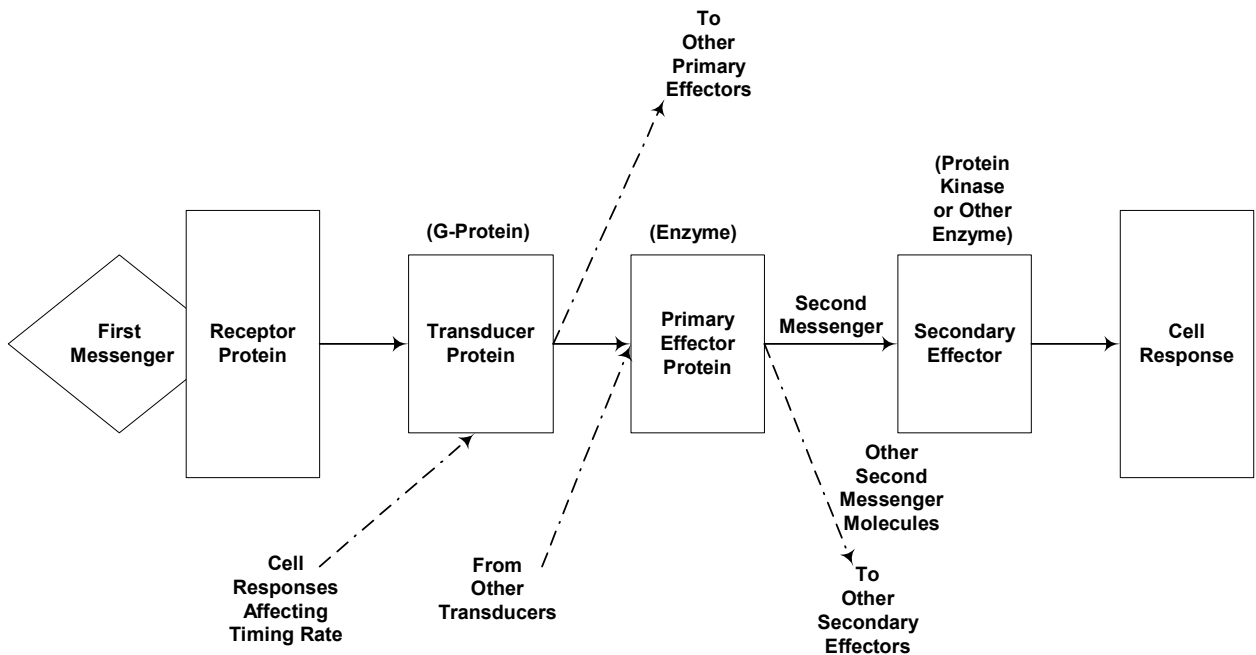 To
Other
Primary
Effectors
(Protein
Kinase
or Other
Enzyme)
(G-Protein)
(Enzyme)
First
Messenger
Receptor
Protein
Transducer
Protein
Primary
Effector
Protein
Second
Messenger
Secondary
Effector
Cell
Response
Other
Second
Messenger
Molecules
Cell
Responses
Affecting
Timing Rate
From
Other
Transducers
To
Other
Secondary
Effectors